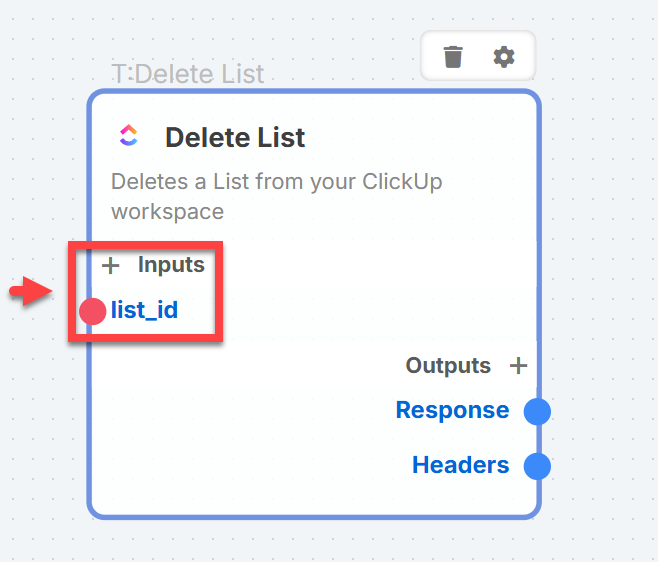 T:Delete List
Delete List
Deletes a List from your ClickUp
workspace
+ Inputs
list_id
Outputs +
Response
Headers